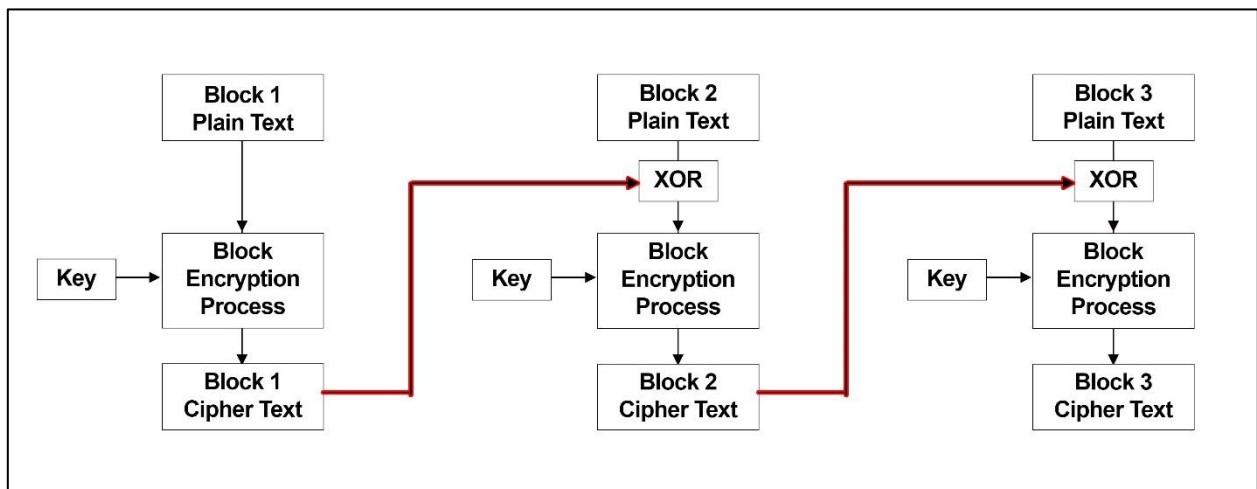 Block 1
Plain Text
Block 2
Plain Text
Block 3
Plain Text
XOR
XOR
Key
Block
Encryption
Process
Key
Block
Encryption
Process
Key
Block
Encryption
Process
Block 1
Cipher Text
Block 2
Cipher Text
Block 3
Cipher Text